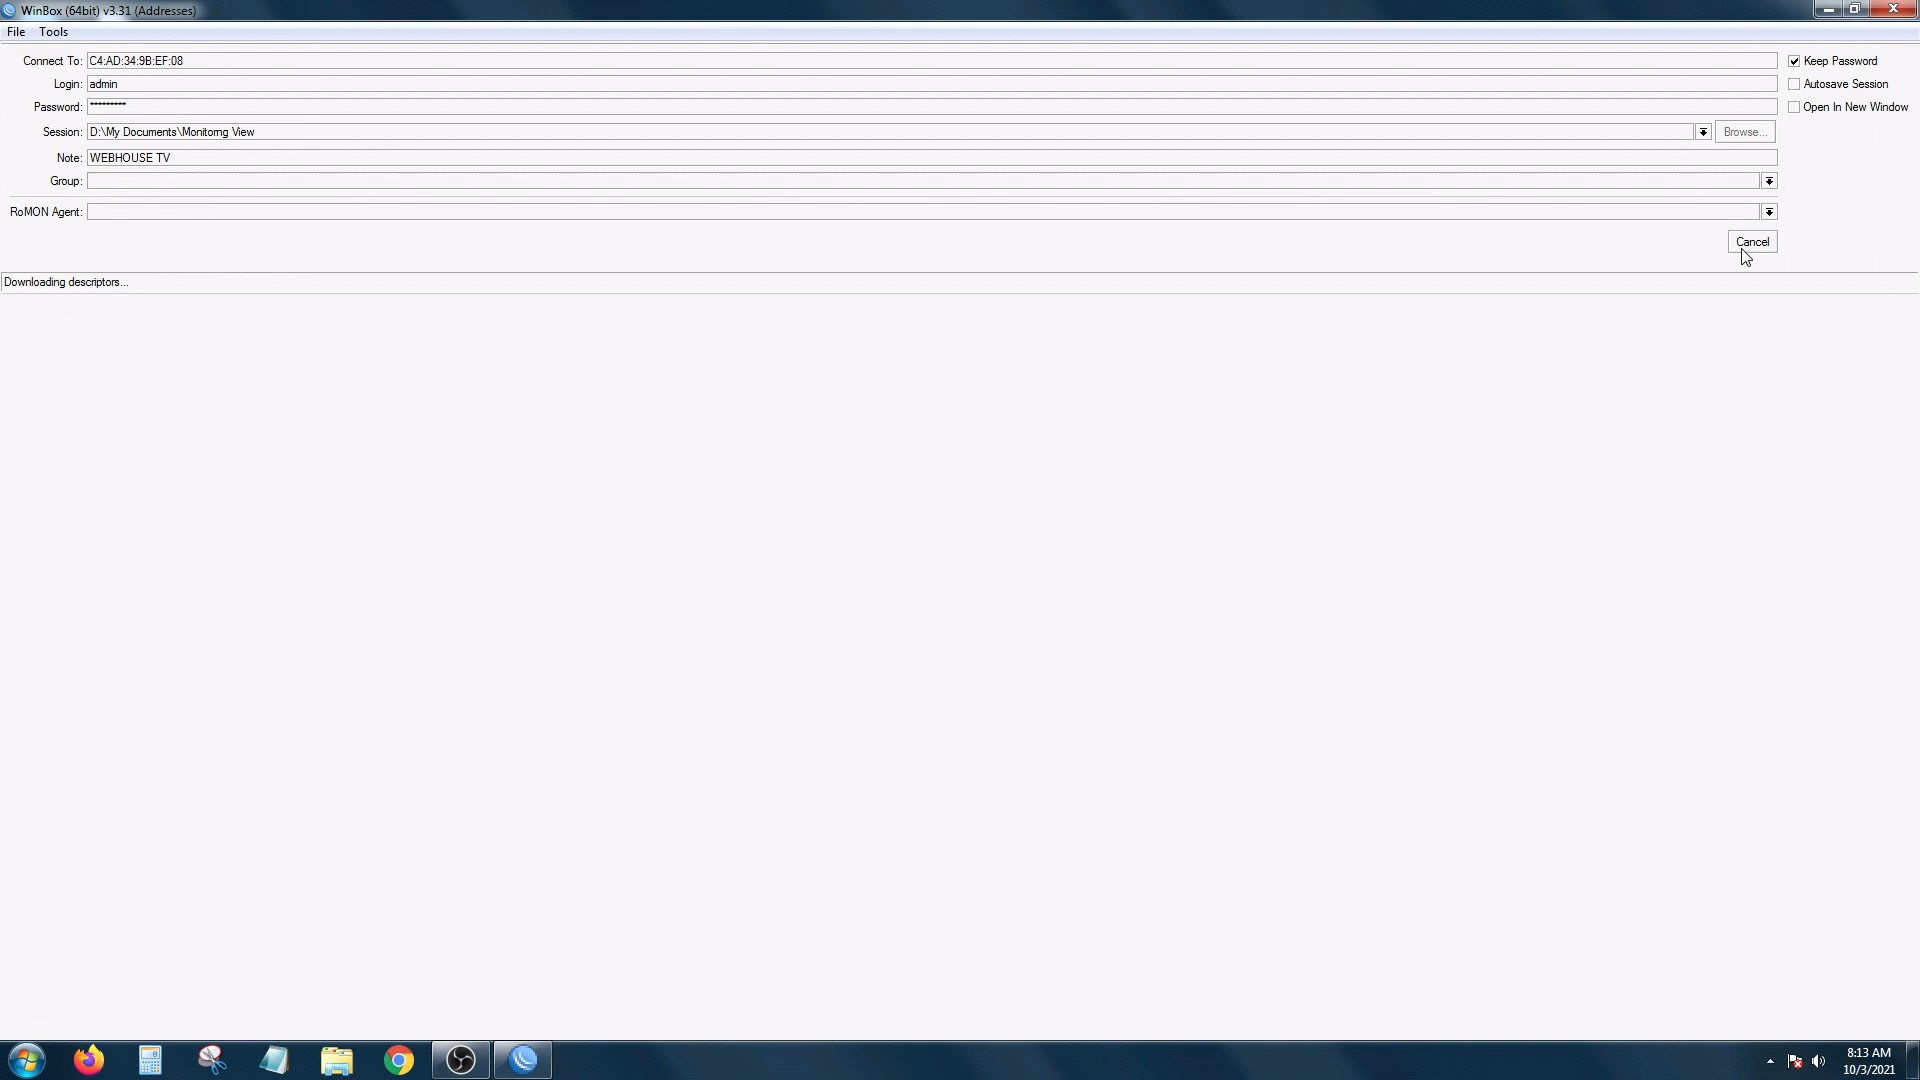 WinBox (64bit) v3.31 (Addresses)
File Tools
Connect To: C4:AD:34:9B:EF:08
Keep Password
Login: admin
Autosave Session
Password: *********
Open In New Window
Session: D:\My Documents\Monitorng View
Browse...
Note: WEBHOUSE TV
Group:
RoMON Agent:
Cancel
Downloading descriptors...
8:13 AM
10/3/2021